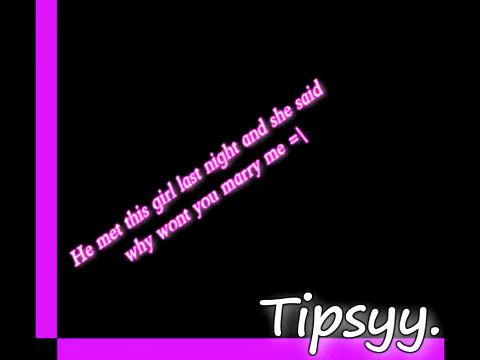 He met this girl last night and she said
why wont you marry me =|
Tipsyy.